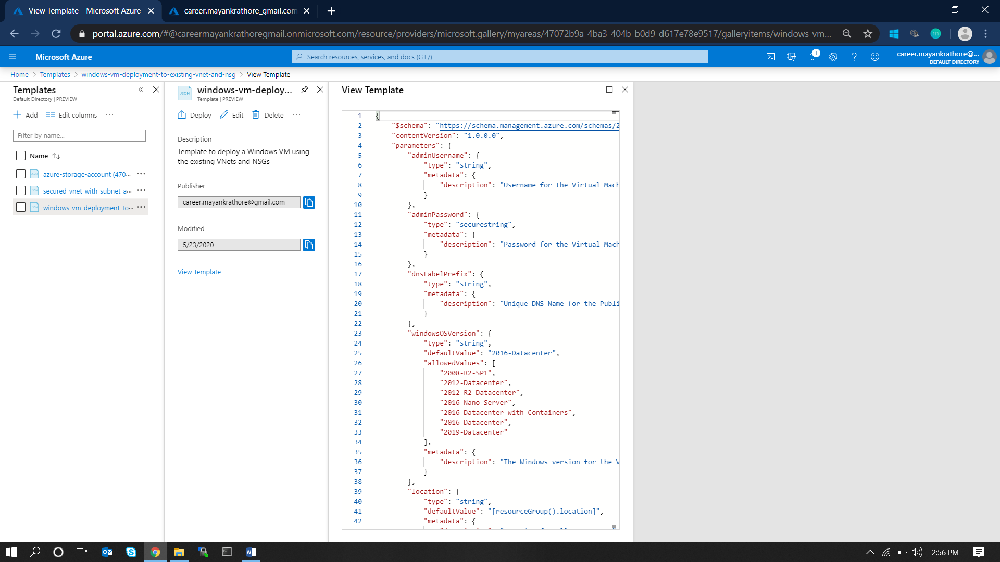 View Template - Microsoft Azure
career.mayankrathore_gmail.com
portal.azure.com/#@careermayankrathoregmail.onmicrosoft.com/resource/providers/microsoft.gallery/myareas/47072b9a-4ba3-404b-b0d9-d617e78e9517/galleryitems/windows-vm...
Microsoft Azure
Search resources, services, and docs (G+/)
1
career.mayankrathore@...
DEFAULT DIRECTORY
Home > Templates > windows-vm-deployment-to-existing-vnet-and-nsg > View Template
Templates
Default Directory | PREVIEW
Add
Edit columns
Filter by name...
Name
azure-storage-account (470...
secured-vnet-with-subnet-a...
windows-vm-deployment-to...
JSON
windows-vm-deploy...
Template | PREVIEW
Deploy
Edit
Delete
Description
Template to deploy a Windows VM using
the existing VNets and NSGs
Publisher
career.mayankrathore@gmail.com
Modified
5/23/2020
View Template
View Template
1 {
2 "$schema": "https://schema.management.azure.com/schemas/2
3 "contentVersion": "1.0.0.0",
4 "parameters": {
5 "adminUsername": {
6 "type": "string",
7 "metadata": {
8 "description": "Username for the Virtual Mach
9 }
10 },
11 "adminPassword": {
12 "type": "securestring",
13 "metadata": {
14 "description": "Password for the Virtual Mach
15 }
16 },
17 "dnsLabelPrefix": {
18 "type": "string",
19 "metadata": {
20 "description": "Unique DNS Name for the Publi
21 }
22 },
23 "windowsOSVersion": {
24 "type": "string",
25 "defaultValue": "2016-Datacenter",
26 "allowedValues": [
27 "2008-R2-SP1",
28 "2012-Datacenter",
29 "2012-R2-Datacenter",
30 "2016-Nano-Server",
31 "2016-Datacenter-with-Containers",
32 "2016-Datacenter",
33 "2019-Datacenter"
34 ],
35 "metadata": {
36 "description": "The Windows version for the V
37 }
38 },
39 "location": {
40 "type": "string",
41 "defaultValue": "[resourceGroup().location]",
42 "metadata": {
2:56 PM